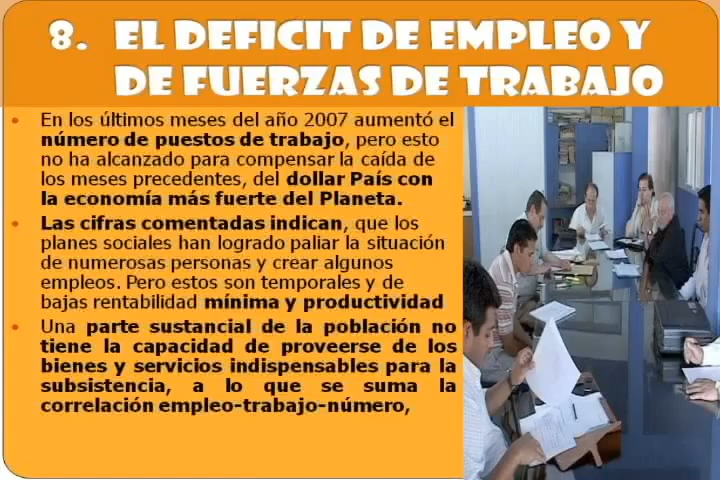 8. EL DEFICIT DE EMPLEO Y
DE FUERZAS DE TRABAJO
• En los últimos meses del año 2007 aumentó el
número de puestos de trabajo, pero esto
no ha alcanzado para compensar la caída de
los meses precedentes, del dollar País con
la economía más fuerte del Planeta.
• Las cifras comentadas indican, que los
planes sociales han logrado paliar la situación
de numerosas personas y crear algunos
empleos. Pero estos son temporales y de
bajas rentabilidad mínima y productividad
• Una parte sustancial de la población no
tiene la capacidad de proveerse de los
bienes y servicios indispensables para la
subsistencia, a lo que se suma la
correlación empleo-trabajo-número,